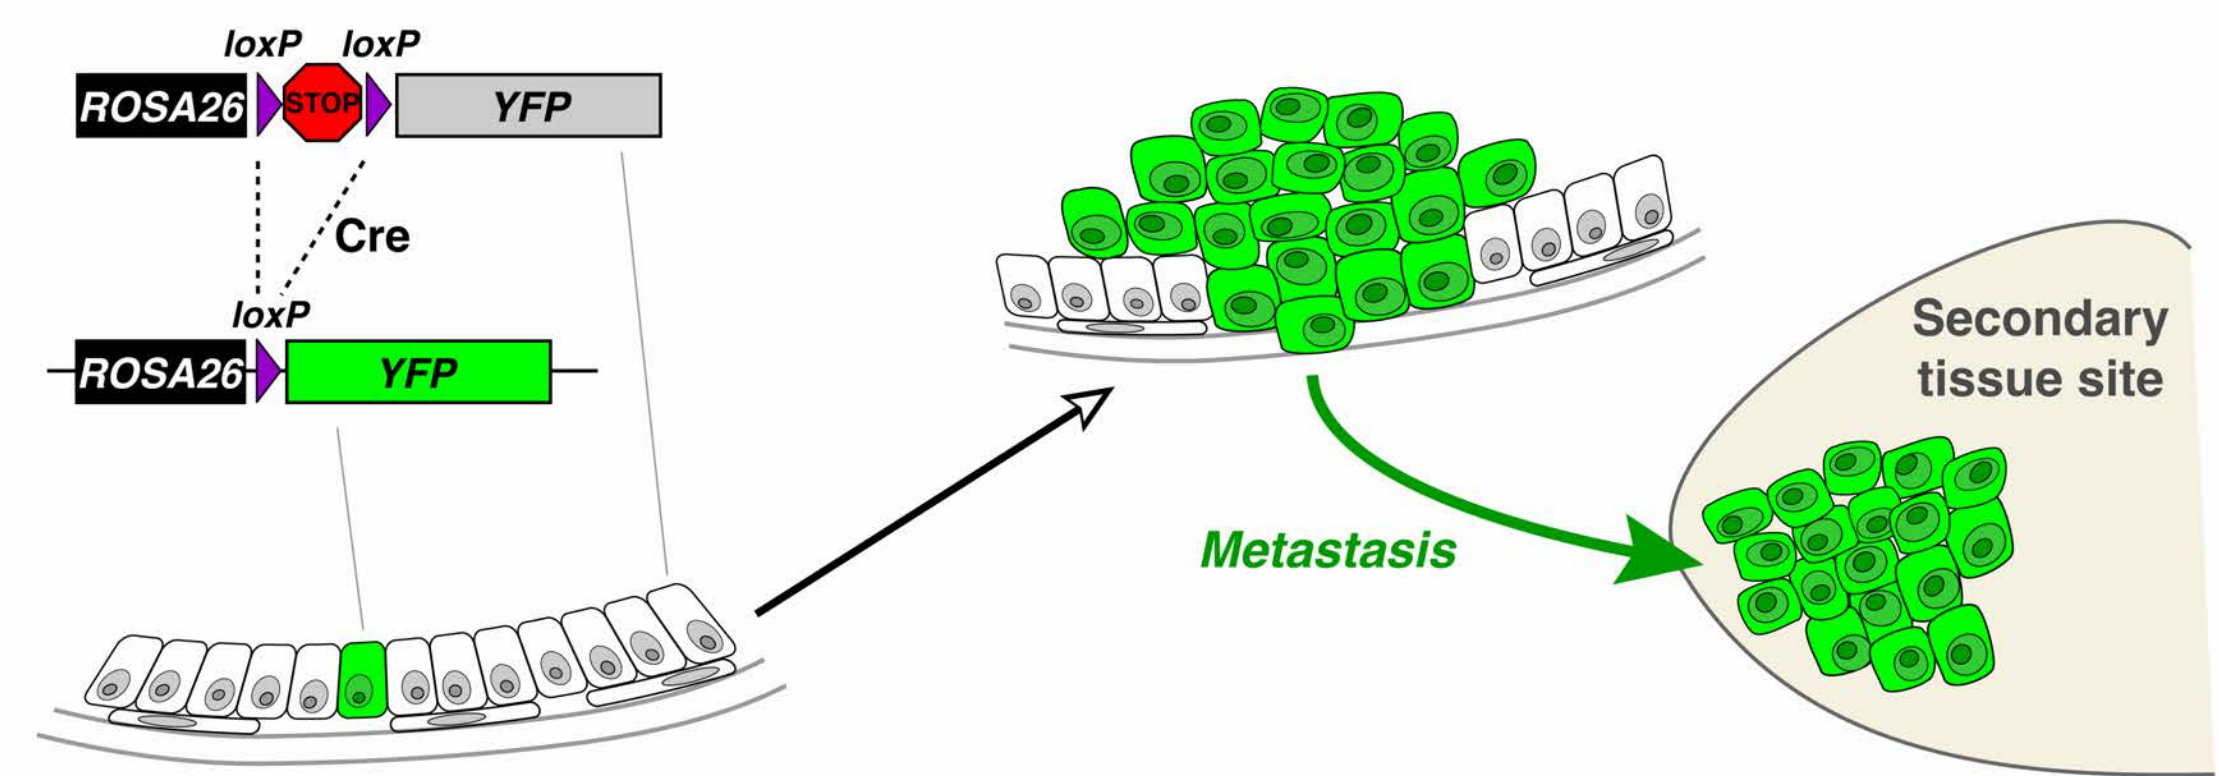 loxP loxP
ROSA26 STOP YFP
Cre
loxP
ROSA26 YFP
Metastasis
Secondary
tissue site